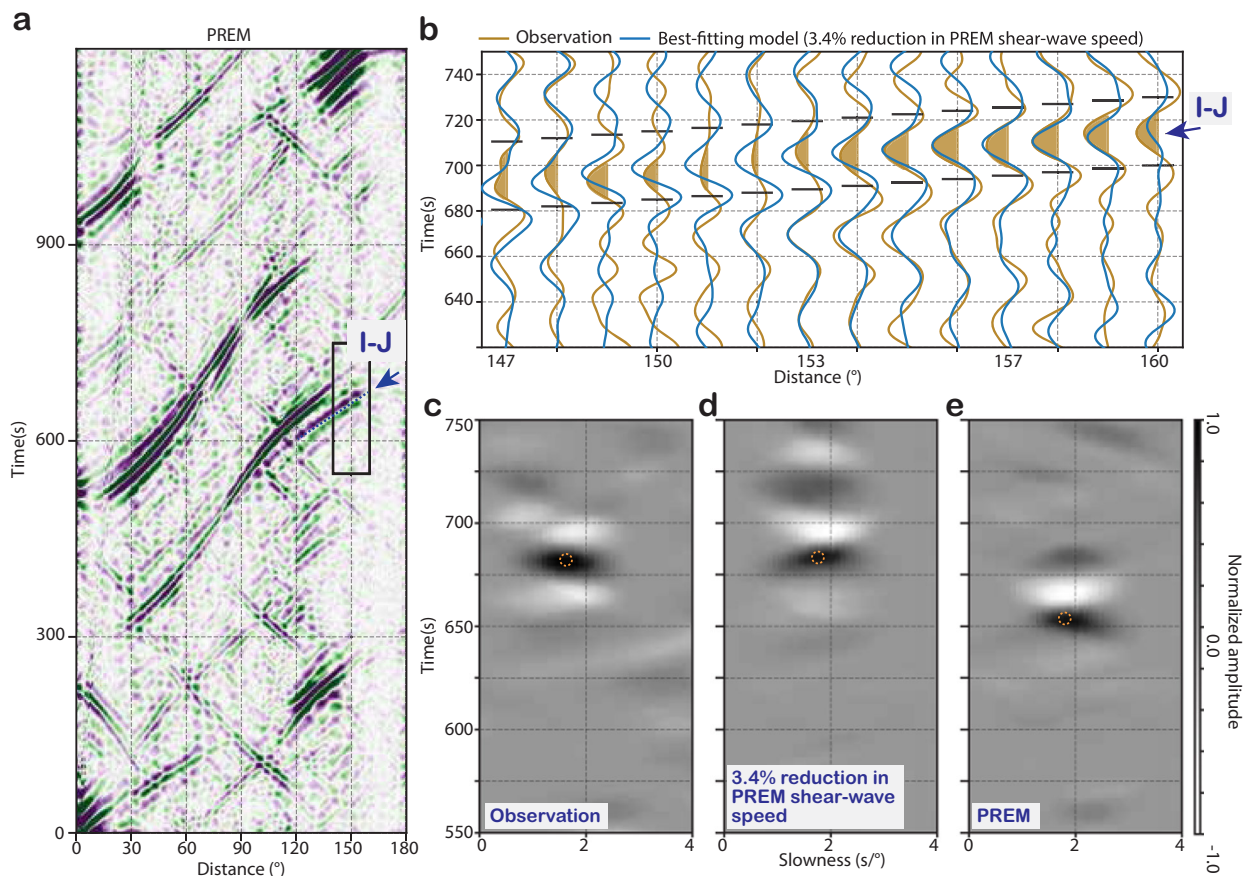 a
PREM
900
600
300
0
Time(s)
0 30 60 90 120 150 180
Distance (°)
I-J
b
Observation Best-fitting model (3.4% reduction in PREM shear-wave speed)
740
720
700
680
660
640
Time(s)
147 150 153 157 160
Distance (°)
I-J
c
750
700
650
600
550
Time(s)
Observation
0 2 4
d
3.4% reduction in
PREM shear-wave
speed
0 2 4
Slowness (s/°)
e
PREM
0 2 4
1.0
0.0
-1.0
Normalized amplitude